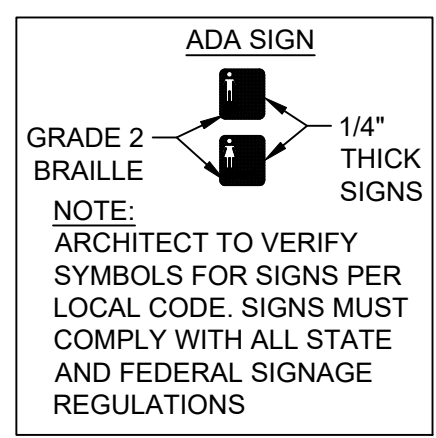 ADA SIGN
GRADE 2
BRAILLE
1/4"
THICK
SIGNS
NOTE:
ARCHITECT TO VERIFY
SYMBOLS FOR SIGNS PER
LOCAL CODE. SIGNS MUST
COMPLY WITH ALL STATE
AND FEDERAL SIGNAGE
REGULATIONS